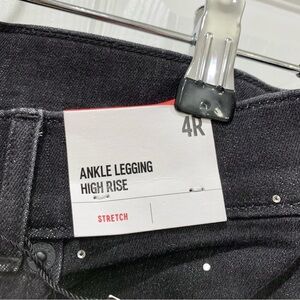 4R
ANKLE LEGGING
HIGH RISE
STRETCH